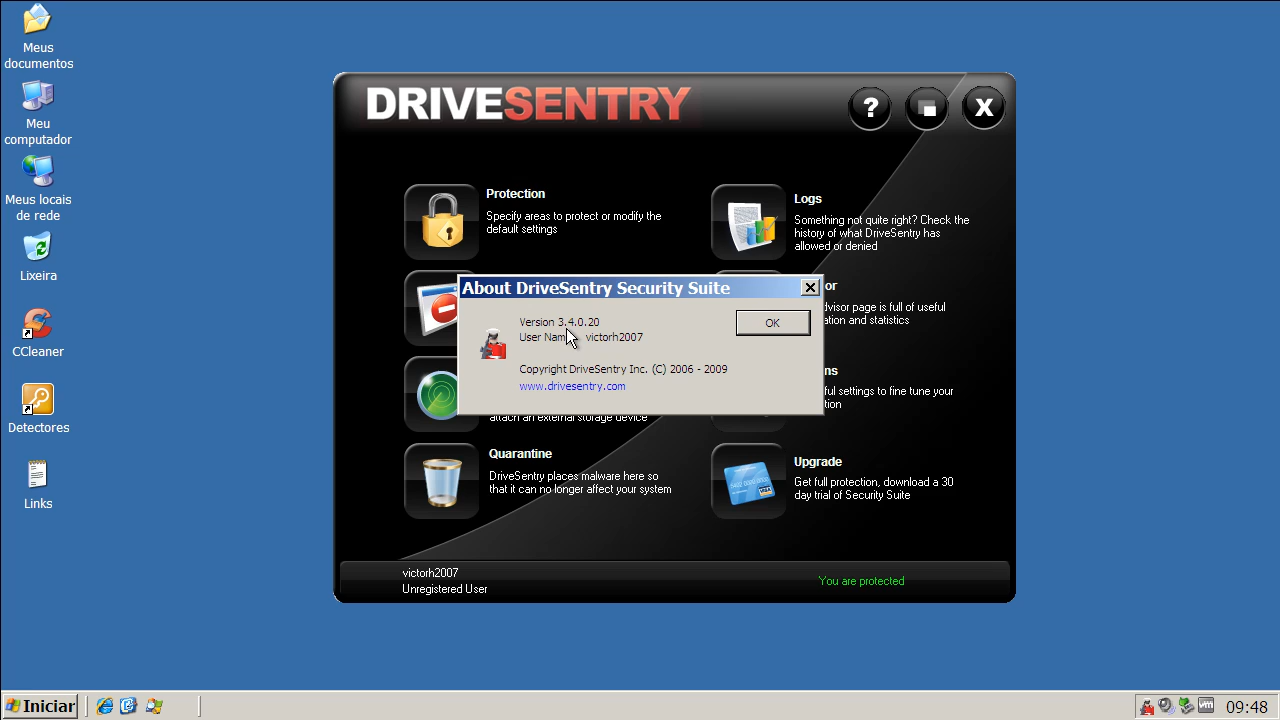 Meus
documentos
Meu
computador
Meus locais
de rede
Lixeira
CCleaner
Detectores
Links
DRIVESENTRY
?
X
Protection
Specify areas to protect or modify the
default settings
Logs
Something not quite right? Check the
history of what DriveSentry has
allowed or denied
About DriveSentry Security Suite
Version 3.4.0.20
User Nam victorh2007
Copyright DriveSentry Inc. (C) 2006 - 2009
www.drivesentry.com
OK
or
dvisor page is full of useful
ation and statistics
ns
ful settings to fine tune your
tion
attach an external storage device
Quarantine
DriveSentry places malware here so
that it can no longer affect your system
Upgrade
Get full protection, download a 30
day trial of Security Suite
victorh2007
Unregistered User
You are protected
Iniciar
09:48